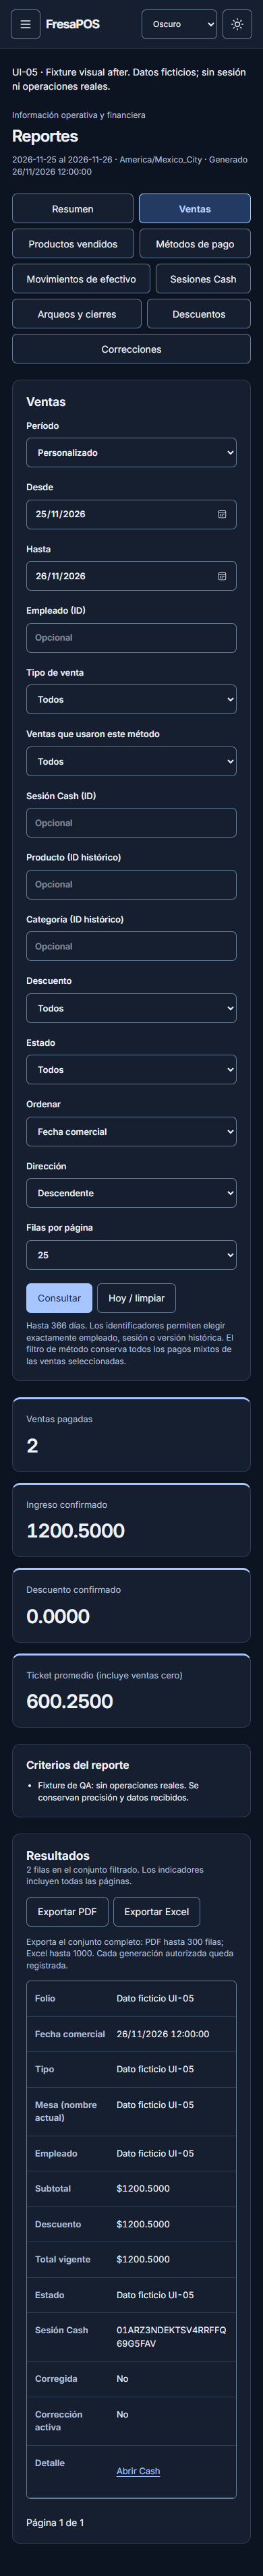 FresaPOS
Oscuro
UI-05 · Fixture visual after. Datos ficticios; sin sesión
ni operaciones reales.
Información operativa y financiera
Reportes
2026-11-25 al 2026-11-26 · America/Mexico_City · Generado
26/11/2026 12:00:00
Resumen
Ventas
Productos vendidos
Métodos de pago
Movimientos de efectivo
Sesiones Cash
Arqueos y cierres
Descuentos
Correcciones
Ventas
Período
Personalizado
Desde
25/11/2026
Hasta
26/11/2026
Empleado (ID)
Opcional
Tipo de venta
Todos
Ventas que usaron este método
Todos
Sesión Cash (ID)
Opcional
Producto (ID histórico)
Opcional
Categoría (ID histórico)
Opcional
Descuento
Todos
Estado
Todos
Ordenar
Fecha comercial
Dirección
Descendente
Filas por página
25
Consultar
Hoy / limpiar
Hasta 366 días. Los identificadores permiten elegir
exactamente empleado, sesión o versión histórica. El
filtro de método conserva todos los pagos mixtos de
las ventas seleccionadas.
Ventas pagadas
2
Ingreso confirmado
1200.5000
Descuento confirmado
0.0000
Ticket promedio (incluye ventas cero)
600.2500
Criterios del reporte
• Fixture de QA: sin operaciones reales. Se
conservan precisión y datos recibidos.
Resultados
2 filas en el conjunto filtrado. Los indicadores
incluyen todas las páginas.
Exportar PDF
Exportar Excel
Exporta el conjunto completo: PDF hasta 300 filas;
Excel hasta 1000. Cada generación autorizada queda
registrada.
Folio Dato ficticio UI-05
Fecha comercial 26/11/2026 12:00:00
Tipo Dato ficticio UI-05
Mesa (nombre Dato ficticio UI-05
actual)
Empleado Dato ficticio UI-05
Subtotal $1200.5000
Descuento $1200.5000
Total vigente $1200.5000
Estado Dato ficticio UI-05
Sesión Cash 01ARZ3NDEKTSV4RRFFQ
69G5FAV
Corregida No
Corrección No
activa
Detalle
Abrir Cash
Página 1 de 1